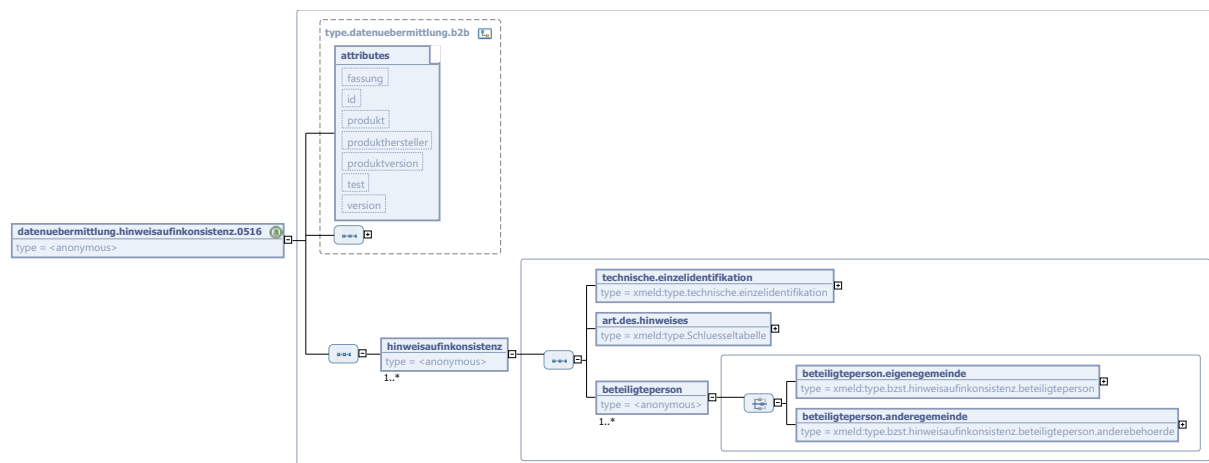 type.datenuebermittlung.b2b
attributes
fassung
id
produkt
produkthersteller
produktversion
test
version
datenuebermittlung.hinweisaufinkonsistenz.0516
type = <anonymous>
technische.einzelidentifikation
type = xmeld:type.technische.einzelidentifikation
art.des.hinweises
type = xmeld:type.Schluesseltabelle
hinweisaufinkonsistenz
type = <anonymous>
1..*
beteiligteperson
type = <anonymous>
1..*
beteiligteperson.eigenegemeinde
type = xmeld:type.bzst.hinweisaufinkonsistenz.beteiligteperson
beteiligteperson.anderegemeinde
type = xmeld:type.bzst.hinweisaufinkonsistenz.beteiligteperson.anderebehoerde